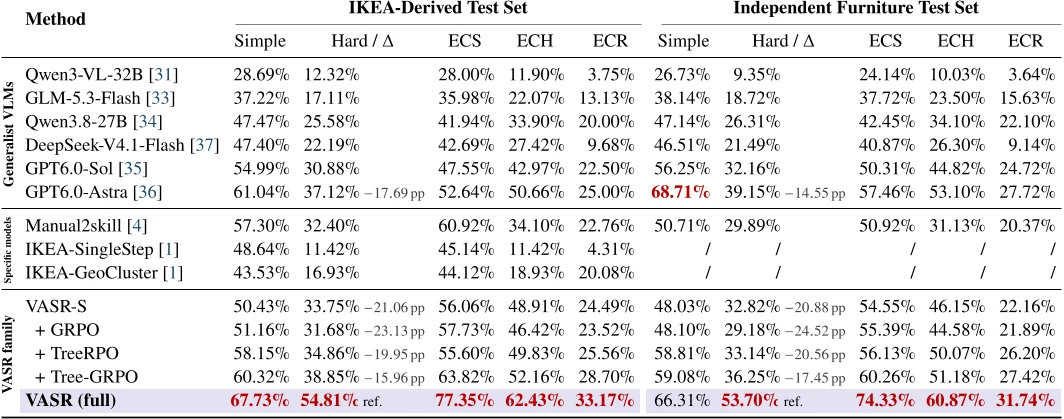 Method IKEA-Derived Test Set Independent Furniture Test Set
Simple Hard / Δ ECS ECH ECR Simple Hard / Δ ECS ECH ECR
Generalist VLMs
Qwen3-VL-32B [31] 28.69% 12.32% 28.00% 11.90% 3.75% 26.73% 9.35% 24.14% 10.03% 3.64%
GLM-5.3-Flash [33] 37.22% 17.11% 35.98% 22.07% 13.13% 38.14% 18.72% 37.72% 23.50% 15.63%
Qwen3.8-27B [34] 47.47% 25.58% 41.94% 33.90% 20.00% 47.14% 26.31% 42.45% 34.10% 22.10%
DeepSeek-V4.1-Flash [37] 47.40% 22.19% 42.69% 27.42% 9.68% 46.51% 21.49% 40.87% 26.30% 9.14%
GPT6.0-Sol [35] 54.99% 30.88% 47.55% 42.97% 22.50% 56.25% 32.16% 50.31% 44.82% 24.72%
GPT6.0-Astra [36] 61.04% 37.12% −17.69 pp 52.64% 50.66% 25.00% 68.71% 39.15% −14.55 pp 57.46% 53.10% 27.72%
Specific models
Manual2skill [4] 57.30% 32.40% 60.92% 34.10% 22.76% 50.71% 29.89% 50.92% 31.13% 20.37%
IKEA-SingleStep [1] 48.64% 11.42% 45.14% 11.42% 4.31% / / / / /
IKEA-GeoCluster [1] 43.53% 16.93% 44.12% 18.93% 20.08% / / / / /
VASR family
VASR-S 50.43% 33.75% −21.06 pp 56.06% 48.91% 24.49% 48.03% 32.82% −20.88 pp 54.55% 46.15% 22.16%
+ GRPO 51.16% 31.68% −23.13 pp 57.73% 46.42% 23.52% 48.10% 29.18% −24.52 pp 55.39% 44.58% 21.89%
+ TreeRPO 58.15% 34.86% −19.95 pp 55.60% 49.83% 25.56% 58.81% 33.14% −20.56 pp 56.13% 50.07% 26.20%
+ Tree-GRPO 60.32% 38.85% −15.96 pp 63.82% 52.16% 28.70% 59.08% 36.25% −17.45 pp 60.26% 51.18% 27.42%
VASR (full) 67.73% 54.81% ref. 77.35% 62.43% 33.17% 66.31% 53.70% ref. 74.33% 60.87% 31.74%